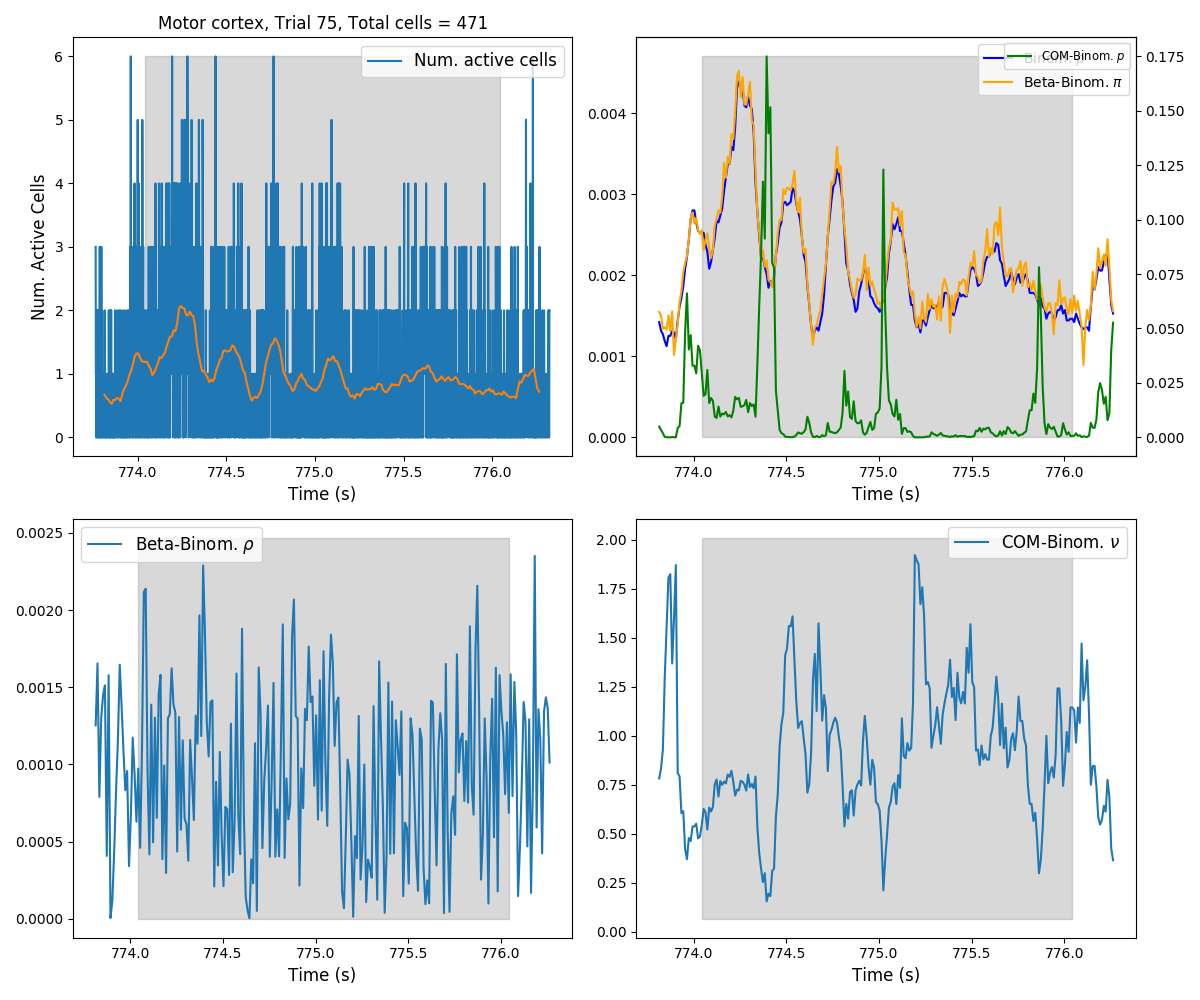 Motor cortex, Trial 75, Total cells = 471
Num. active cells
Num. Active Cells
6
5
4
3
2
1
0
774.0 774.5 775.0 775.5 776.0
Time (s)
COM-Binom. p
Beta-Binom. π
0.004
0.003
0.002
0.001
0.000
0.175
0.150
0.125
0.100
0.075
0.050
0.025
0.000
774.0 774.5 775.0 775.5 776.0
Time (s)
Beta-Binom. ρ
0.0025
0.0020
0.0015
0.0010
0.0005
0.0000
774.0 774.5 775.0 775.5 776.0
Time (s)
COM-Binom. ν
2.00
1.75
1.50
1.25
1.00
0.75
0.50
0.25
0.00
774.0 774.5 775.0 775.5 776.0
Time (s)